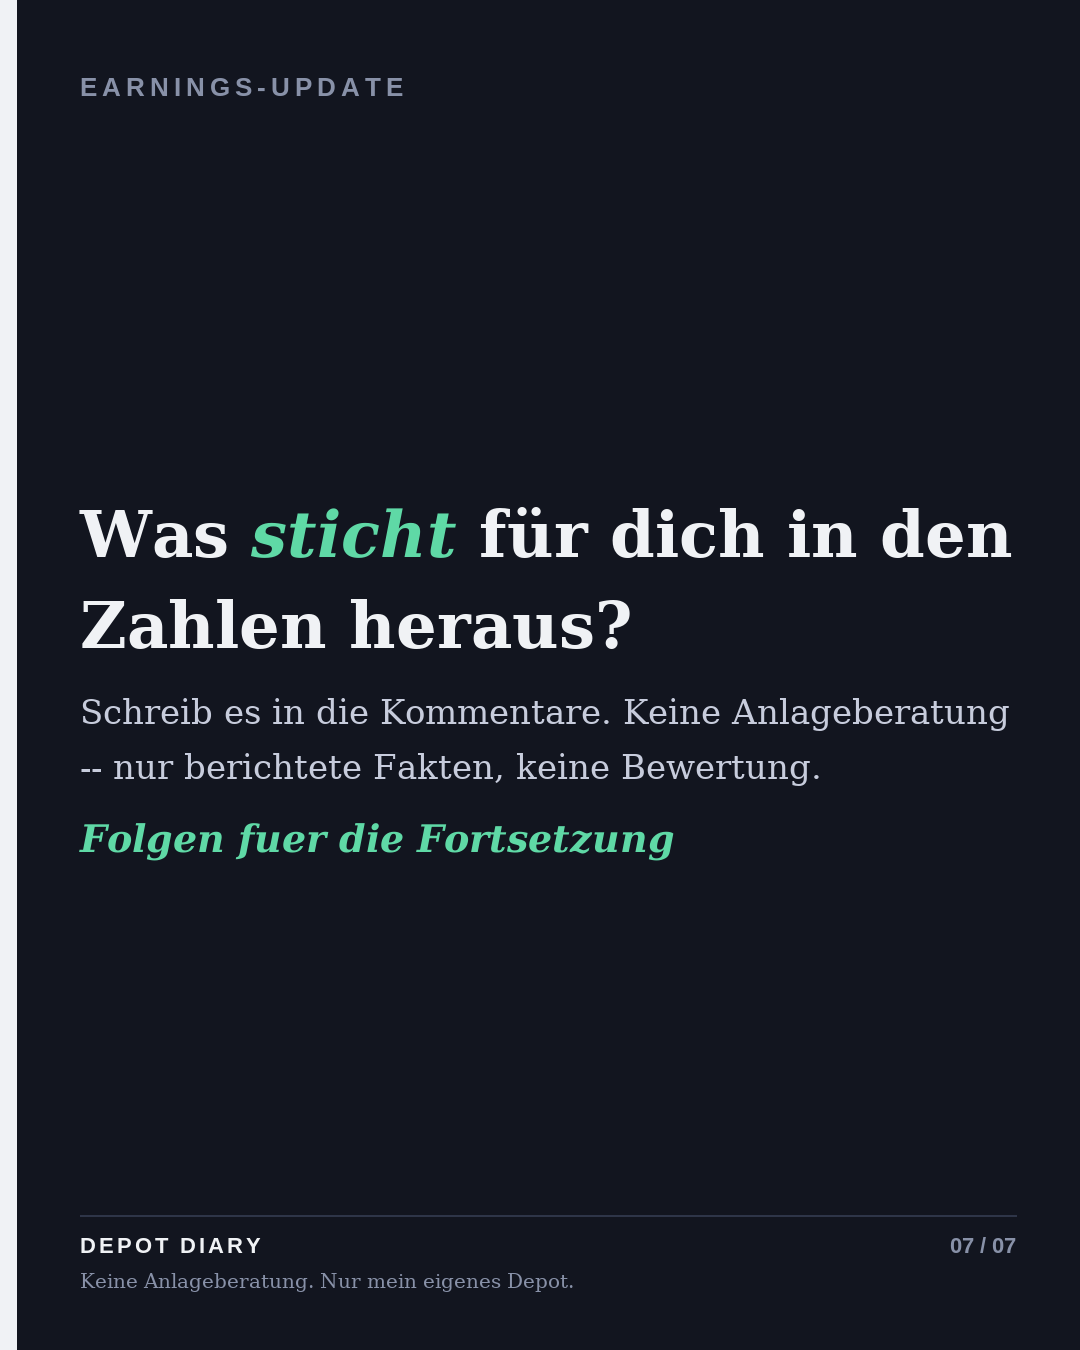 EARNINGS-UPDATE
Was sticht für dich in den
Zahlen heraus?
Schreib es in die Kommentare. Keine Anlageberatung
-- nur berichtete Fakten, keine Bewertung.
Folgen fuer die Fortsetzung
DEPOT DIARY
07 / 07
Keine Anlageberatung. Nur mein eigenes Depot.